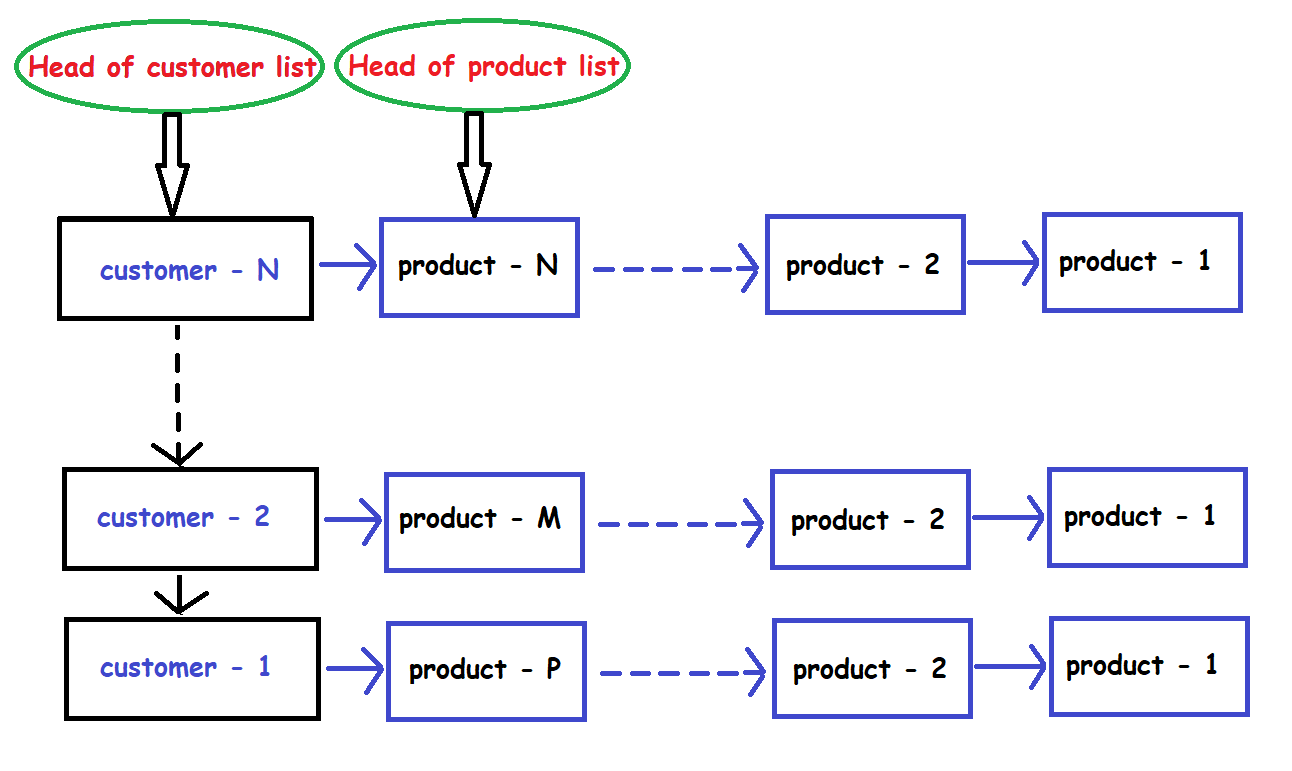 Head of customer list
Head of product list
customer - N
product - N
product - 2
product - 1
customer - 2
product - M
product - 2
product - 1
customer - 1
product - P
product - 2
product - 1